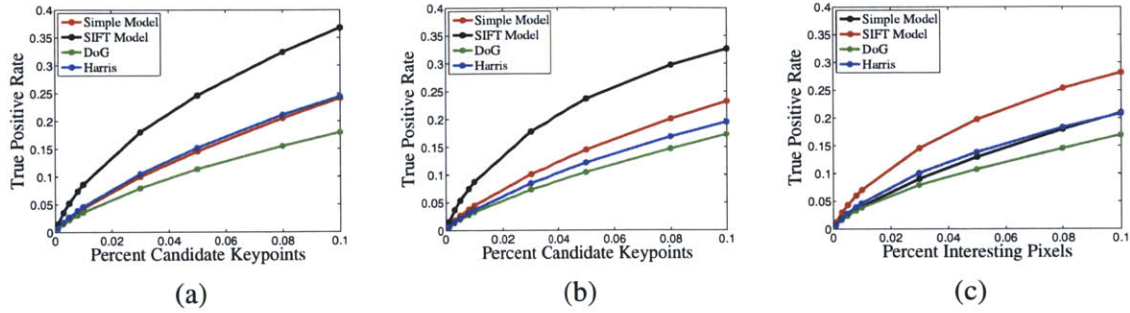 0.4
0.35
0.3
0.25
0.2
0.15
0.1
0.05
0
True Positive Rate
Simple Model
SIFT Model
DoG
Harris
0 0.02 0.04 0.06 0.08 0.1
Percent Candidate Keypoints
(a)
0.4
0.35
0.3
0.25
0.2
0.15
0.1
0.05
0
True Positive Rate
Simple Model
SIFT Model
DoG
Harris
0 0.02 0.04 0.06 0.08 0.1
Percent Candidate Keypoints
(b)
0.4
0.35
0.3
0.25
0.2
0.15
0.1
0.05
0
True Positive Rate
Simple Model
SIFT Model
DoG
Harris
0 0.02 0.04 0.06 0.08 0.1
Percent Interesting Pixels
(c)